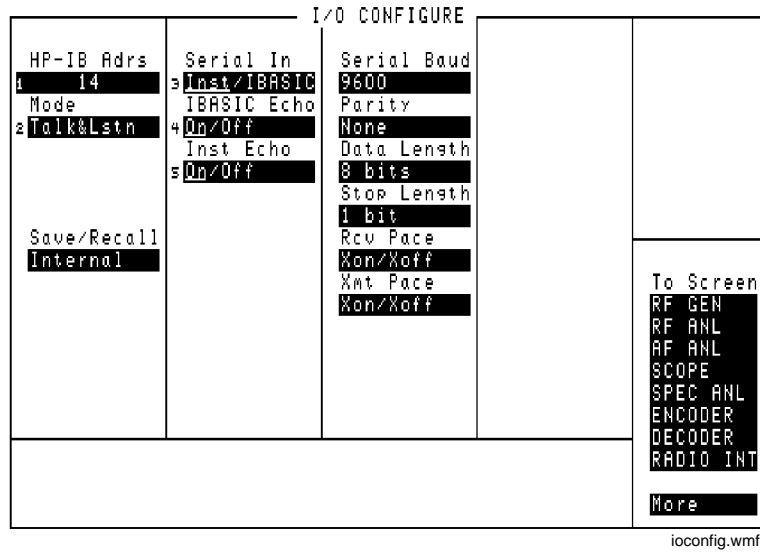 I/O CONFIGURE
HP-IB Adrs
1 14
Mode
2 Talk&Lstn
Save/Recall
Internal
Serial In
3 Inst/IBASIC
IBASIC Echo
4 On/Off
Inst Echo
5 On/Off
Serial Baud
9600
Parity
None
Data Length
8 bits
Stop Length
1 bit
Rcv Pace
Xon/Xoff
Xmt Pace
Xon/Xoff
To Screen
RF GEN
RF ANL
AF ANL
SCOPE
SPEC ANL
ENCODER
DECODER
RADIO INT
More
ioconfig.wmf